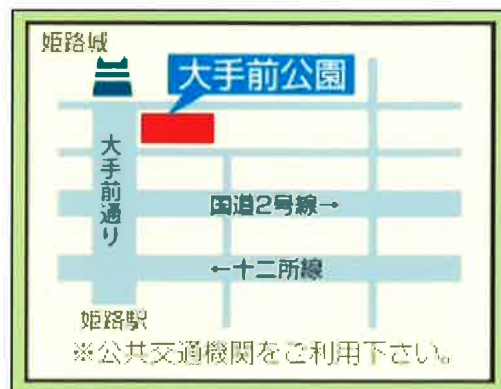 姫路城
大手前公園
大手前通り
国道2号線→
←十二所線
姫路駅
※公共交通機関をご利用下さい。